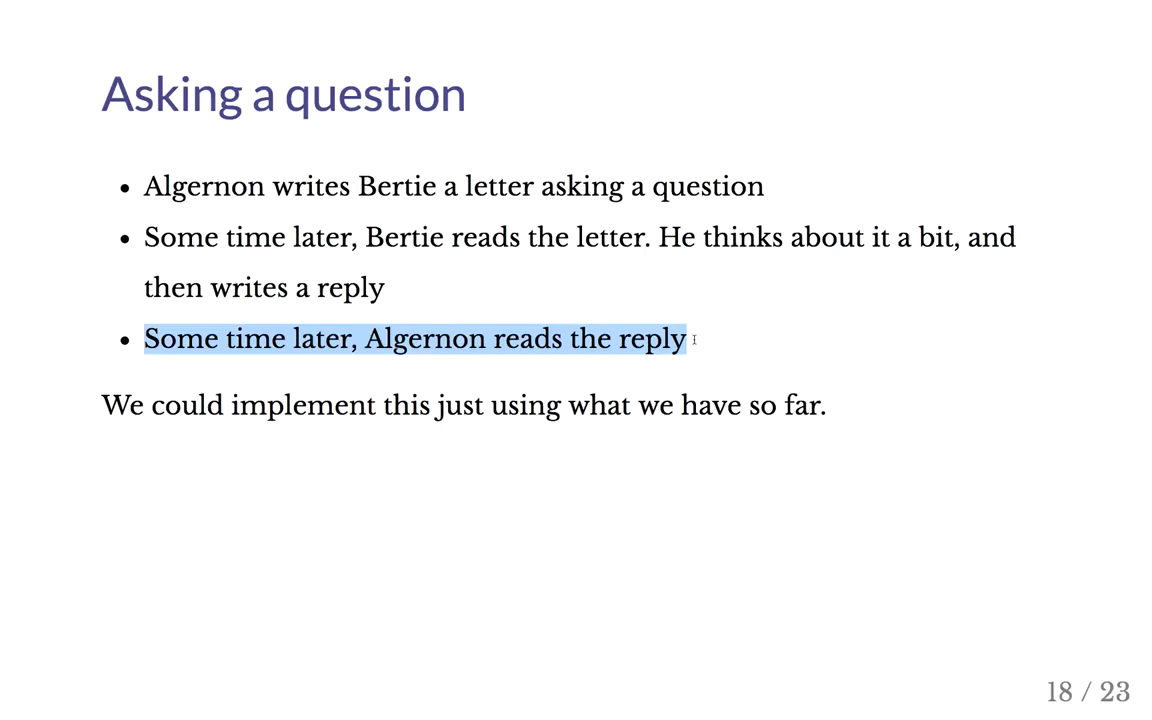 Asking a question
• Algernon writes Bertie a letter asking a question
• Some time later, Bertie reads the letter. He thinks about it a bit, and
then writes a reply
• Some time later, Algernon reads the reply
We could implement this just using what we have so far.
18 / 23